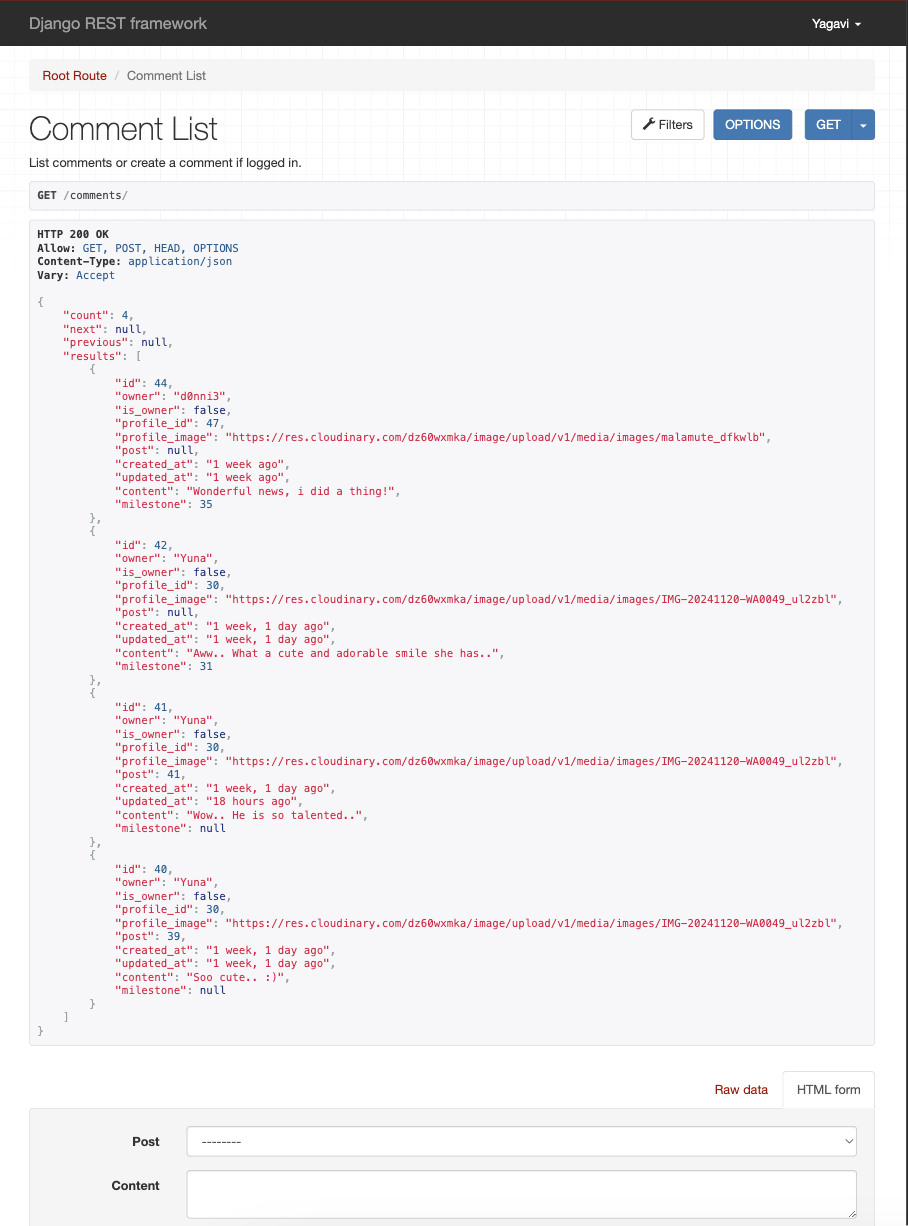 Django REST framework
Yagavi
Root Route / Comment List
Comment List
Filters
OPTIONS
GET
List comments or create a comment if logged in.
GET /comments/
HTTP 200 OK
Allow: GET, POST, HEAD, OPTIONS
Content-Type: application/json
Vary: Accept
{
    "count": 4,
    "next": null,
    "previous": null,
    "results": [
        {
            "id": 44,
            "owner": "d0nni3",
            "is_owner": false,
            "profile_id": 47,
            "profile_image": "https://res.cloudinary.com/dz60wxmka/image/upload/v1/media/images/malamute_dfkwlb",
            "post": null,
            "created_at": "1 week ago",
            "updated_at": "1 week ago",
            "content": "Wonderful news, i did a thing!",
            "milestone": 35
        },
        {
            "id": 42,
            "owner": "Yuna",
            "is_owner": false,
            "profile_id": 30,
            "profile_image": "https://res.cloudinary.com/dz60wxmka/image/upload/v1/media/images/IMG-20241120-WA0049_ul2zbl",
            "post": null,
            "created_at": "1 week, 1 day ago",
            "updated_at": "1 week, 1 day ago",
            "content": "Aww.. What a cute and adorable smile she has..",
            "milestone": 31
        },
        {
            "id": 41,
            "owner": "Yuna",
            "is_owner": false,
            "profile_id": 30,
            "profile_image": "https://res.cloudinary.com/dz60wxmka/image/upload/v1/media/images/IMG-20241120-WA0049_ul2zbl",
            "post": 41,
            "created_at": "1 week, 1 day ago",
            "updated_at": "18 hours ago",
            "content": "Wow.. He is so talented..",
            "milestone": null
        },
        {
            "id": 40,
            "owner": "Yuna",
            "is_owner": false,
            "profile_id": 30,
            "profile_image": "https://res.cloudinary.com/dz60wxmka/image/upload/v1/media/images/IMG-20241120-WA0049_ul2zbl",
            "post": 39,
            "created_at": "1 week, 1 day ago",
            "updated_at": "1 week, 1 day ago",
            "content": "Soo cute.. :)",
            "milestone": null
        }
    ]
}
Raw data
HTML form
Post
---------
Content